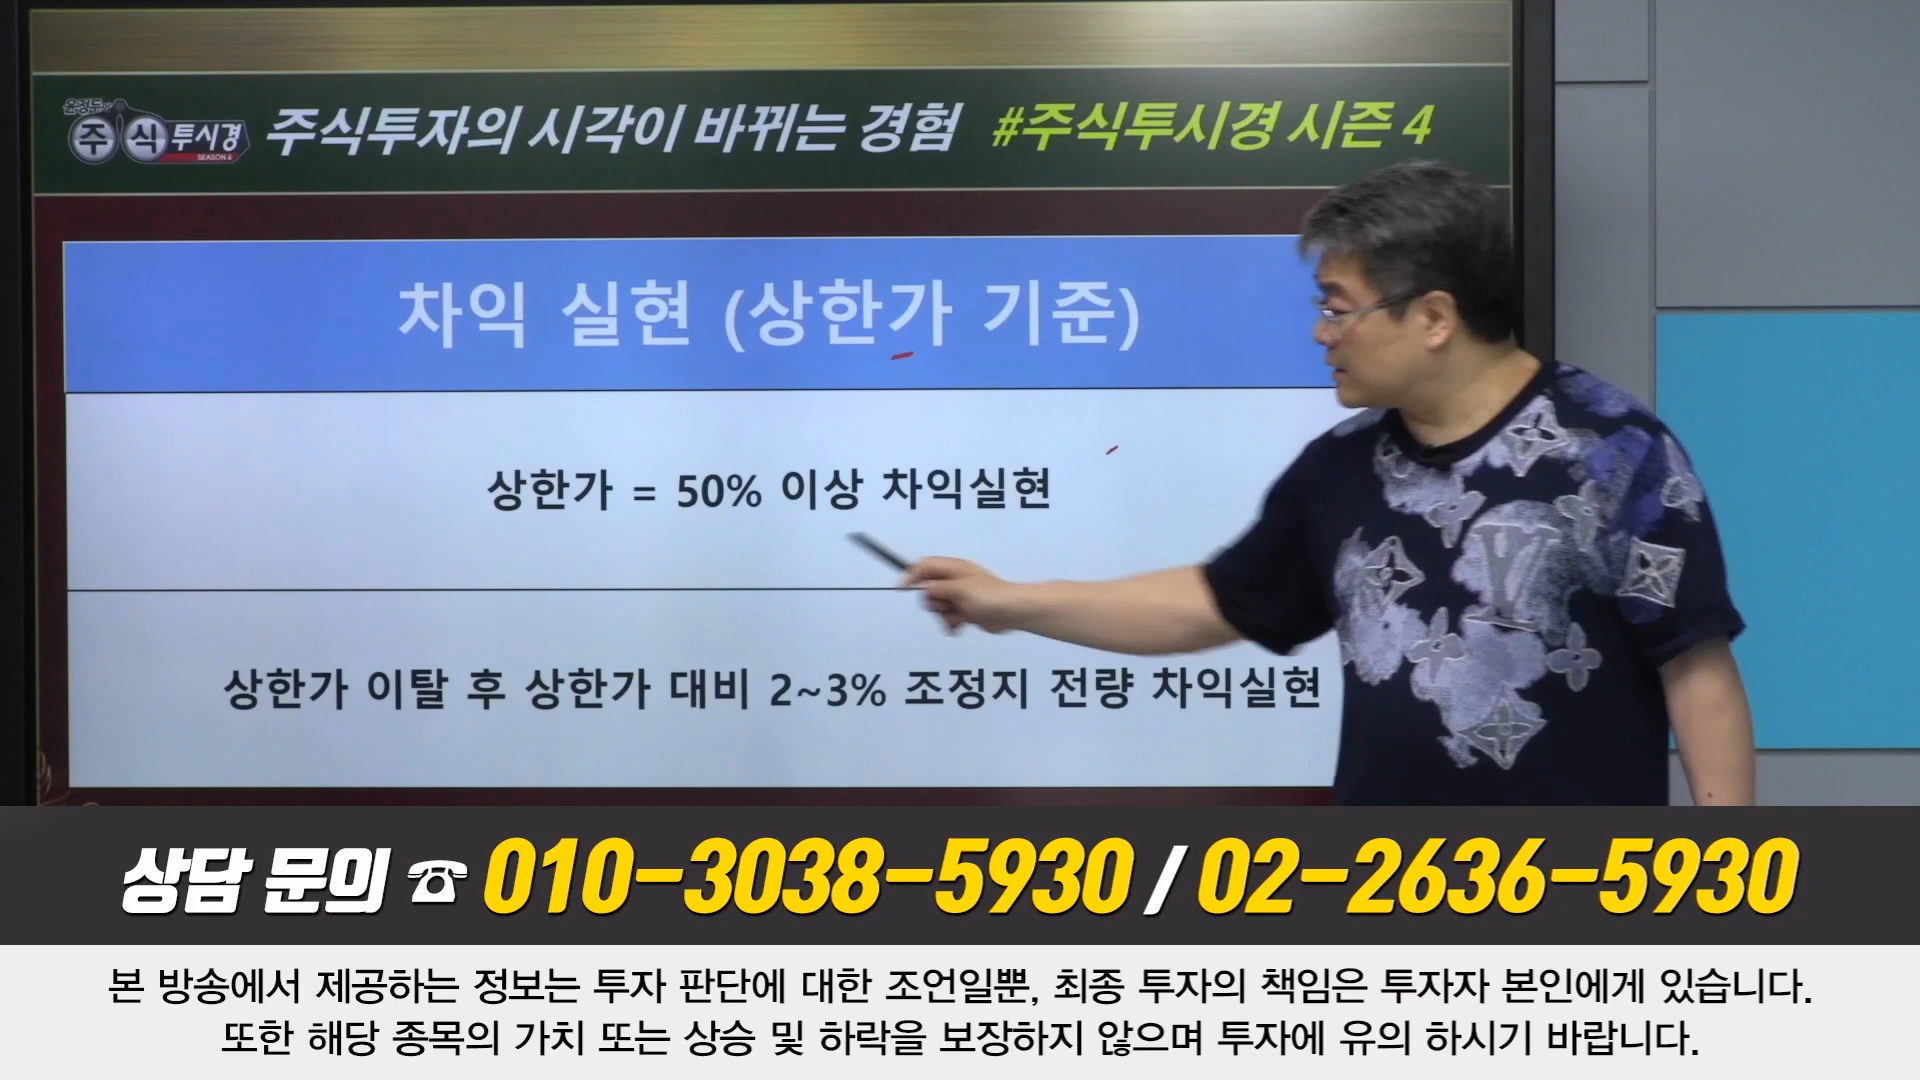 윤정두의
주식투시경
SEASON 4
주식투자의 시각이 바뀌는 경험 #주식투시경 시즌 4
차익 실현 (상한가 기준)
상한가 = 50% 이상 차익실현
상한가 이탈 후 상한가 대비 2~3% 조정지 전량 차익실현
상담 문의 ☎ 010-3038-5930 / 02-2636-5930
본 방송에서 제공하는 정보는 투자 판단에 대한 조언일뿐, 최종 투자의 책임은 투자자 본인에게 있습니다.
또한 해당 종목의 가치 또는 상승 및 하락을 보장하지 않으며 투자에 유의 하시기 바랍니다.